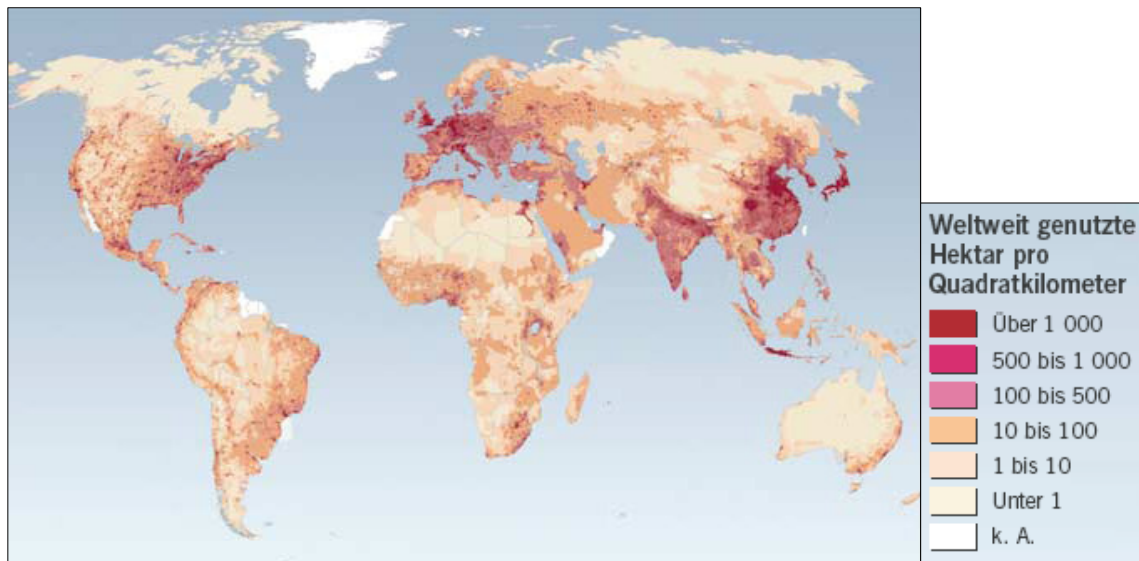 Weltweit genutzte
Hektar pro
Quadratkilometer
Über 1 000
500 bis 1 000
100 bis 500
10 bis 100
1 bis 10
Unter 1
k. A.